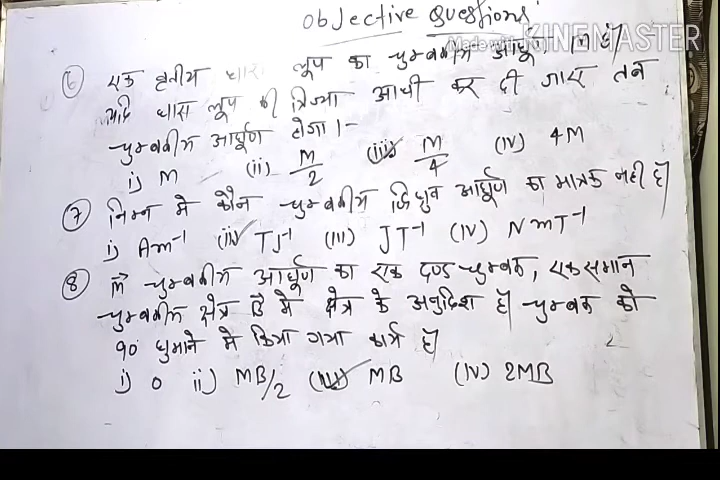 Objective Questions
Made with KINEMASTER
⑥ एक वृतीय धारा लूप का चुम्बकीय आघूर्ण M है|
यदि धारा लूप की त्रिज्या आधी कर दी जाए तब
चुम्बकीय आघूर्ण होगा।-
i) M (ii) M/2 (iii) M/4 (iv) 4M
⑦ निम्न में कौन चुम्बकीय द्विध्रुव आघूर्ण का मात्रक नहीं है|
i) Am⁻¹ (ii) TJ⁻¹ (iii) JT⁻¹ (iv) NmT⁻¹
⑧ m⃗ चुम्बकीय आघूर्ण का एक दण्ड चुम्बक, एक समान
चुम्बकीय क्षेत्र B⃗ में क्षेत्र के अनुदिश है| चुम्बक को
90° घुमाने में किया गया कार्य है|
i) 0 ii) MB/2 (iii) MB (iv) 2MB